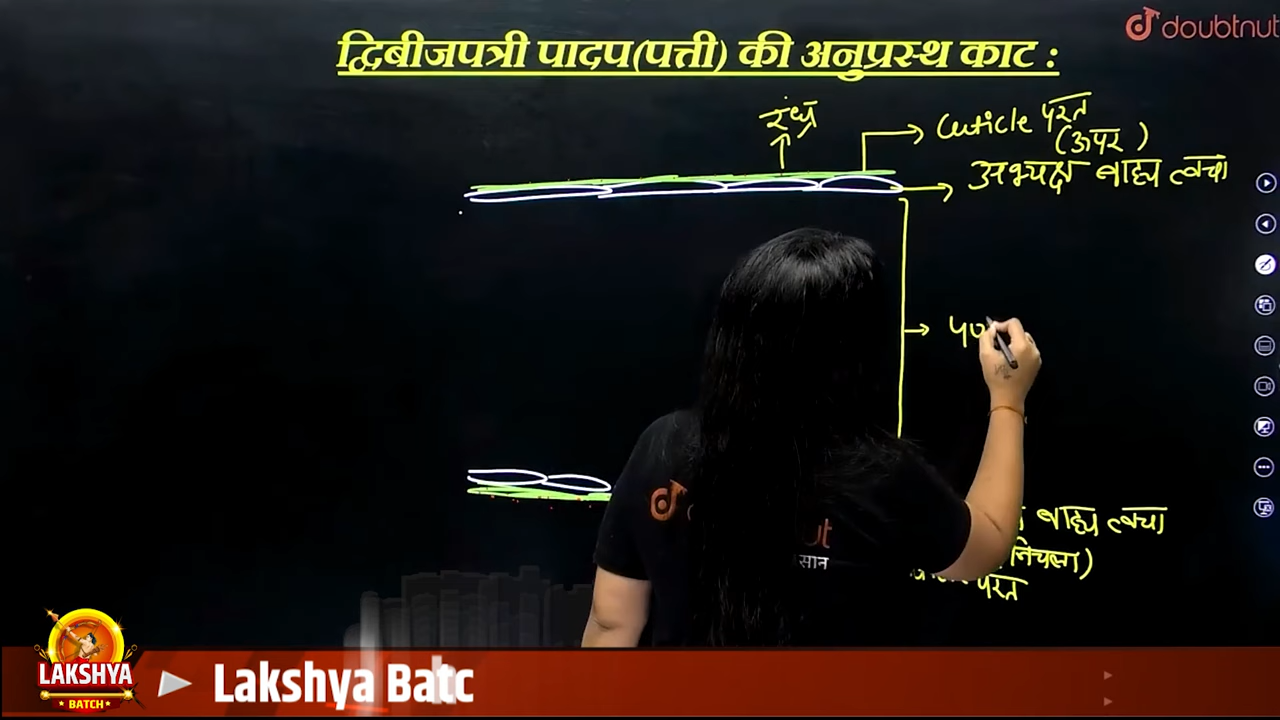 doubtnut
द्विबीजपत्री पादप(पत्ती) की अनुप्रस्थ काट :
रंध्र
Cuticle परत
(ऊपर)
अभ्यक्ष बाह्य त्वचा
बाह्य त्वचा
निचला)
परत
LAKSHYA
BATCH
Lakshya Batc